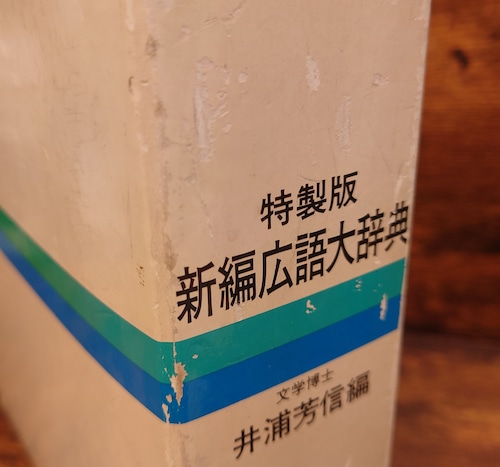 特製版
新編広語大辞典
文学博士
井浦芳信編